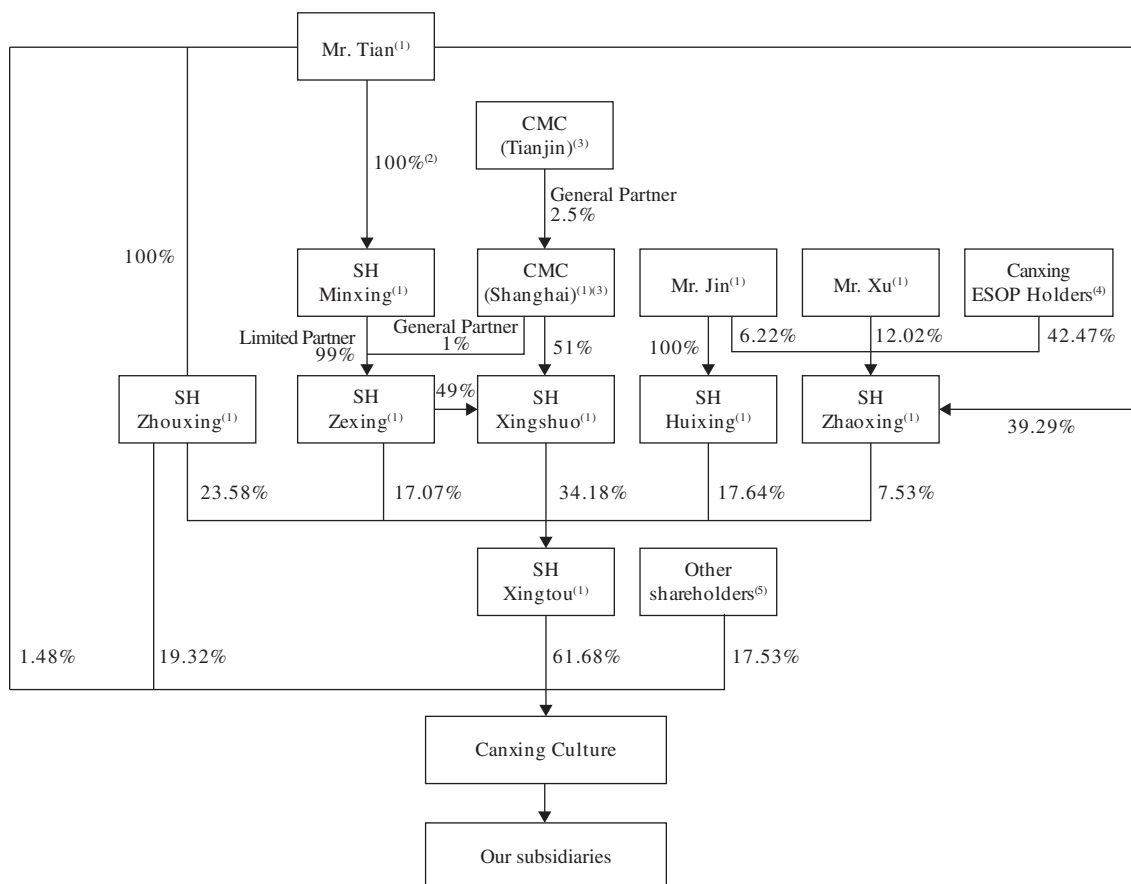 Mr. Tian(1)
CMC
(Tianjin)(3)
100%(2)
General Partner
2.5%
100%
SH
Minxing(1)
CMC
(Shanghai)(1)(3)
Mr. Jin(1)
Mr. Xu(1)
Canxing
ESOP Holders(4)
Limited Partner
99%
General Partner
1%
51%
100%
6.22%
12.02%
42.47%
SH
Zhouxing(1)
SH
Zexing(1)
49%
SH
Xingshuo(1)
SH
Huixing(1)
SH
Zhaoxing(1)
39.29%
23.58%
17.07%
34.18%
17.64%
7.53%
SH
Xingtou(1)
Other
shareholders(5)
1.48%
19.32%
61.68%
17.53%
Canxing Culture
Our subsidiaries